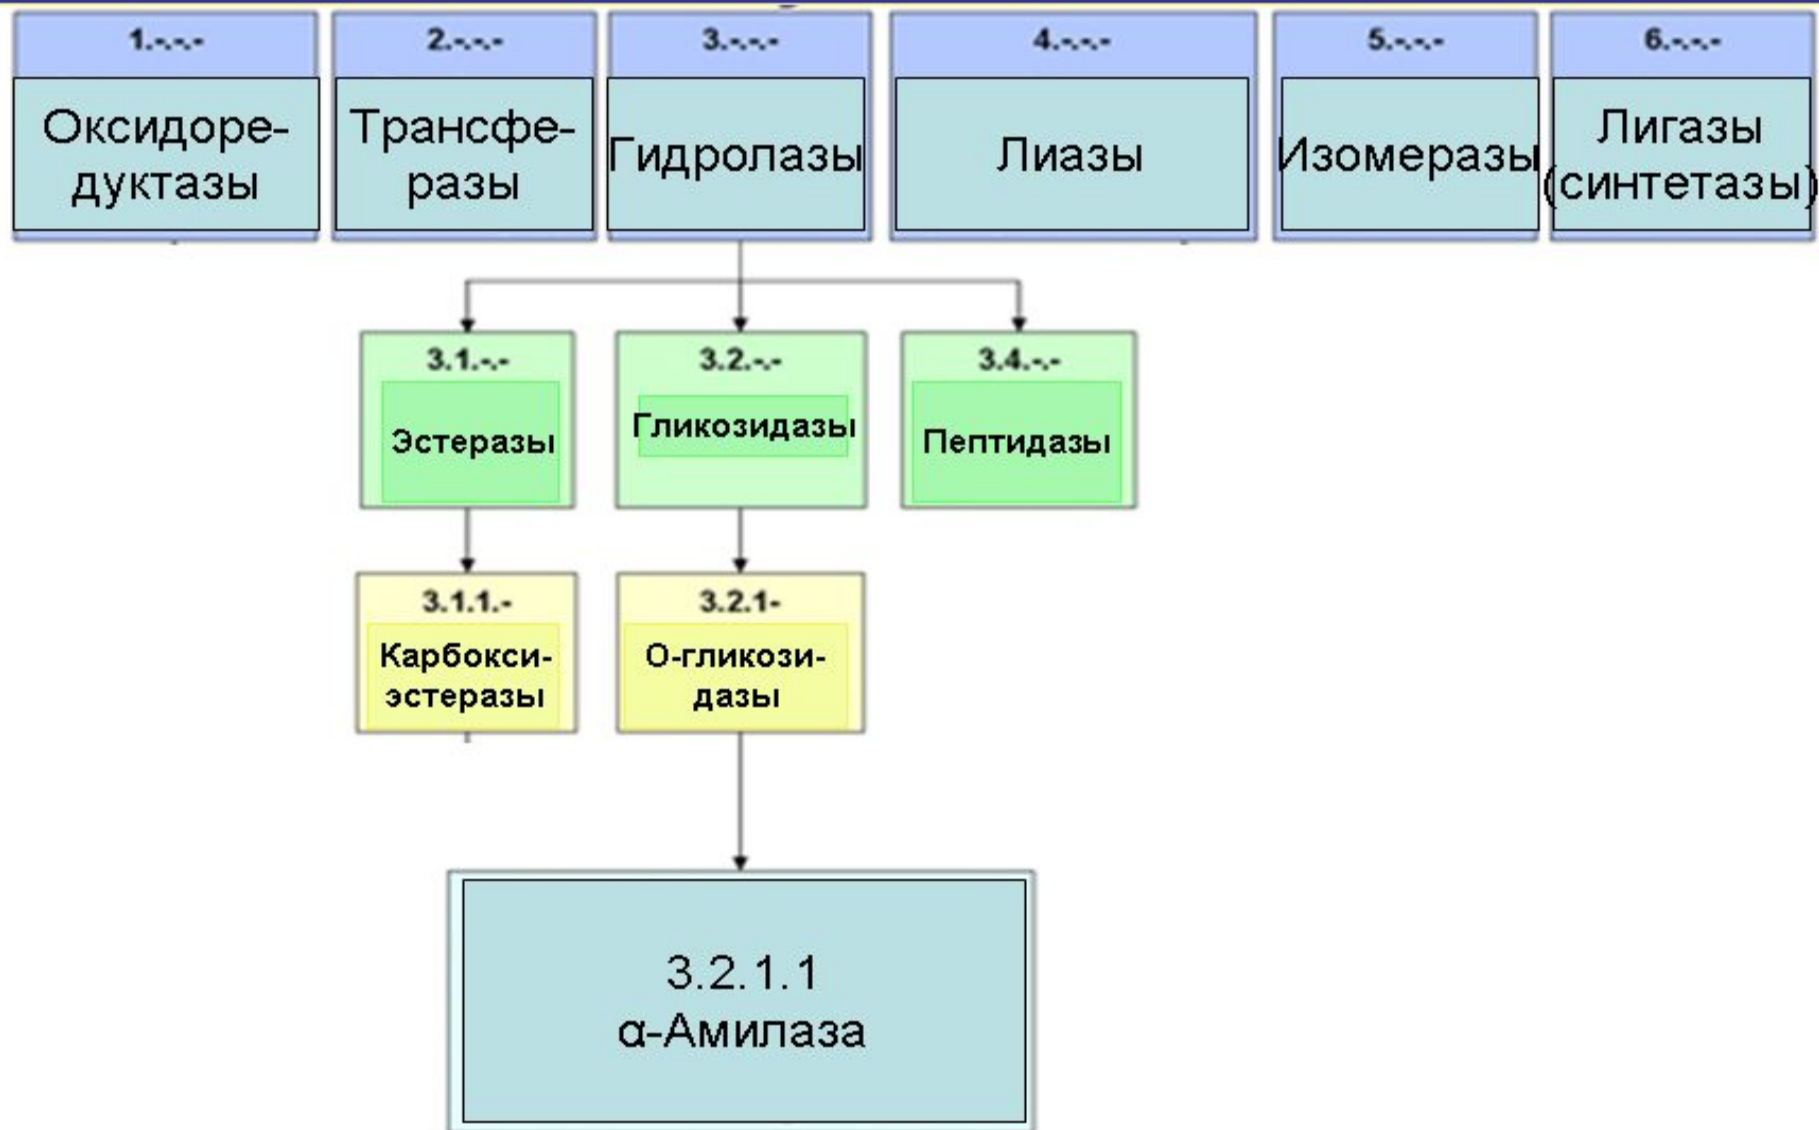 1.-.-.-
2.-.-.-
3.-.-.-
4.-.-.-
5.-.-.-
6.-.-.-
Оксидоре-
дуктазы
Трансфе-
разы
Гидролазы
Лиазы
Изомеразы
Лигазы
(синтетазы)
3.1.-.-
Эстеразы
3.2.-.-
Гликозидазы
3.4.-.-
Пептидазы
3.1.1.-
Карбокси-
эстеразы
3.2.1-
О-гликози-
дазы
3.2.1.1
α-Амилаза